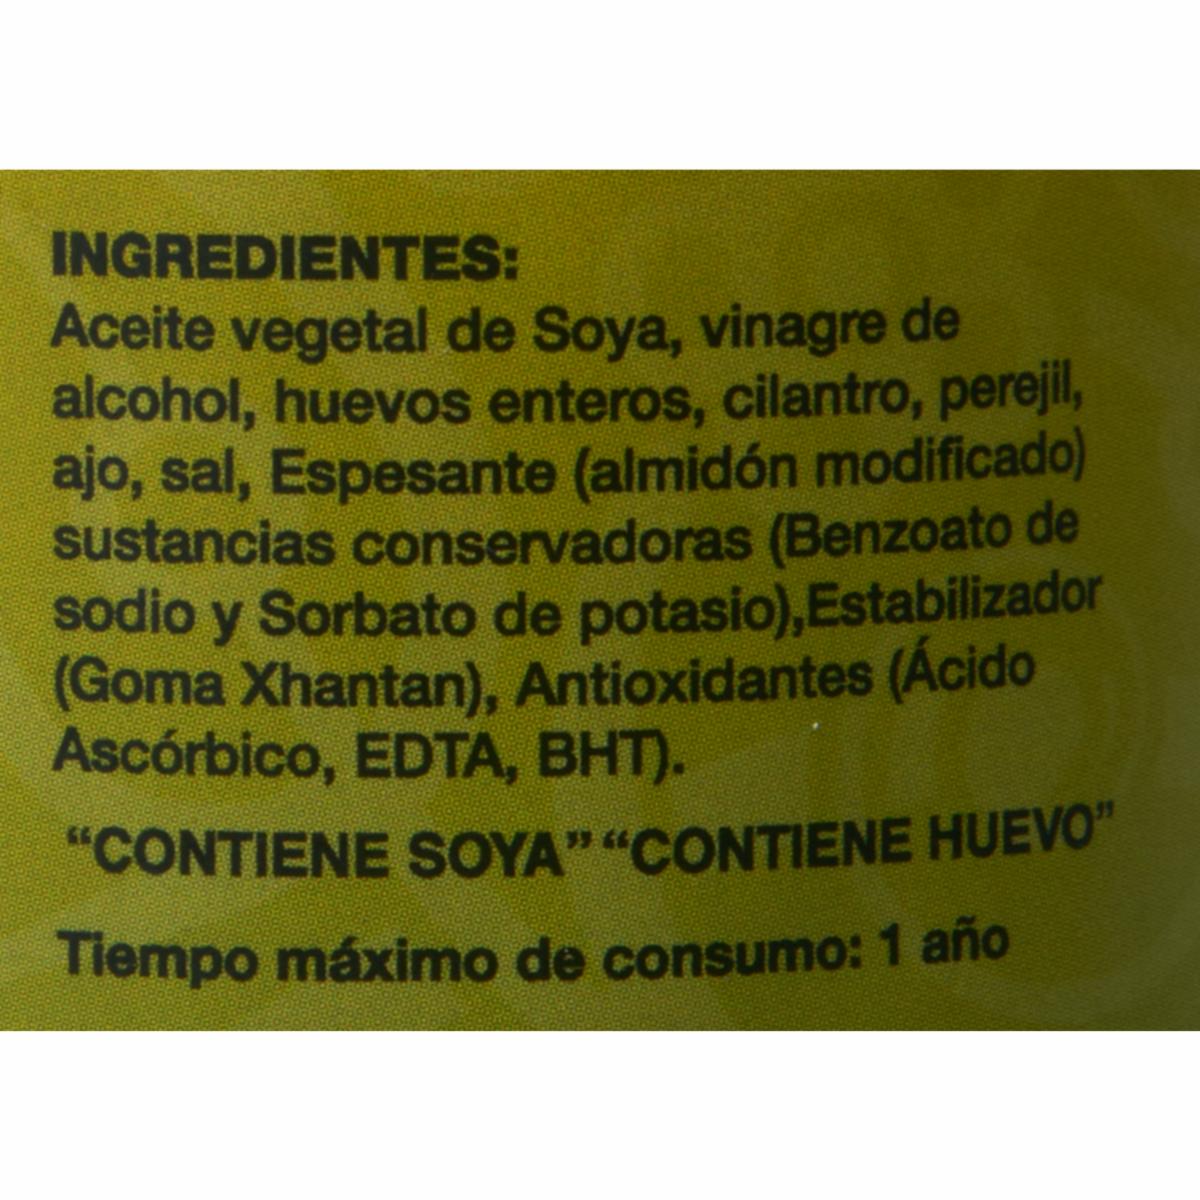 INGREDIENTES:
Aceite vegetal de Soya, vinagre de
alcohol, huevos enteros, cilantro, perejil,
ajo, sal, Espesante (almidón modificado)
sustancias conservadoras (Benzoato de
sodio y Sorbato de potasio),Estabilizador
(Goma Xhantan), Antioxidantes (Ácido
Ascórbico, EDTA, BHT).
“CONTIENE SOYA” “CONTIENE HUEVO”
Tiempo máximo de consumo: 1 año